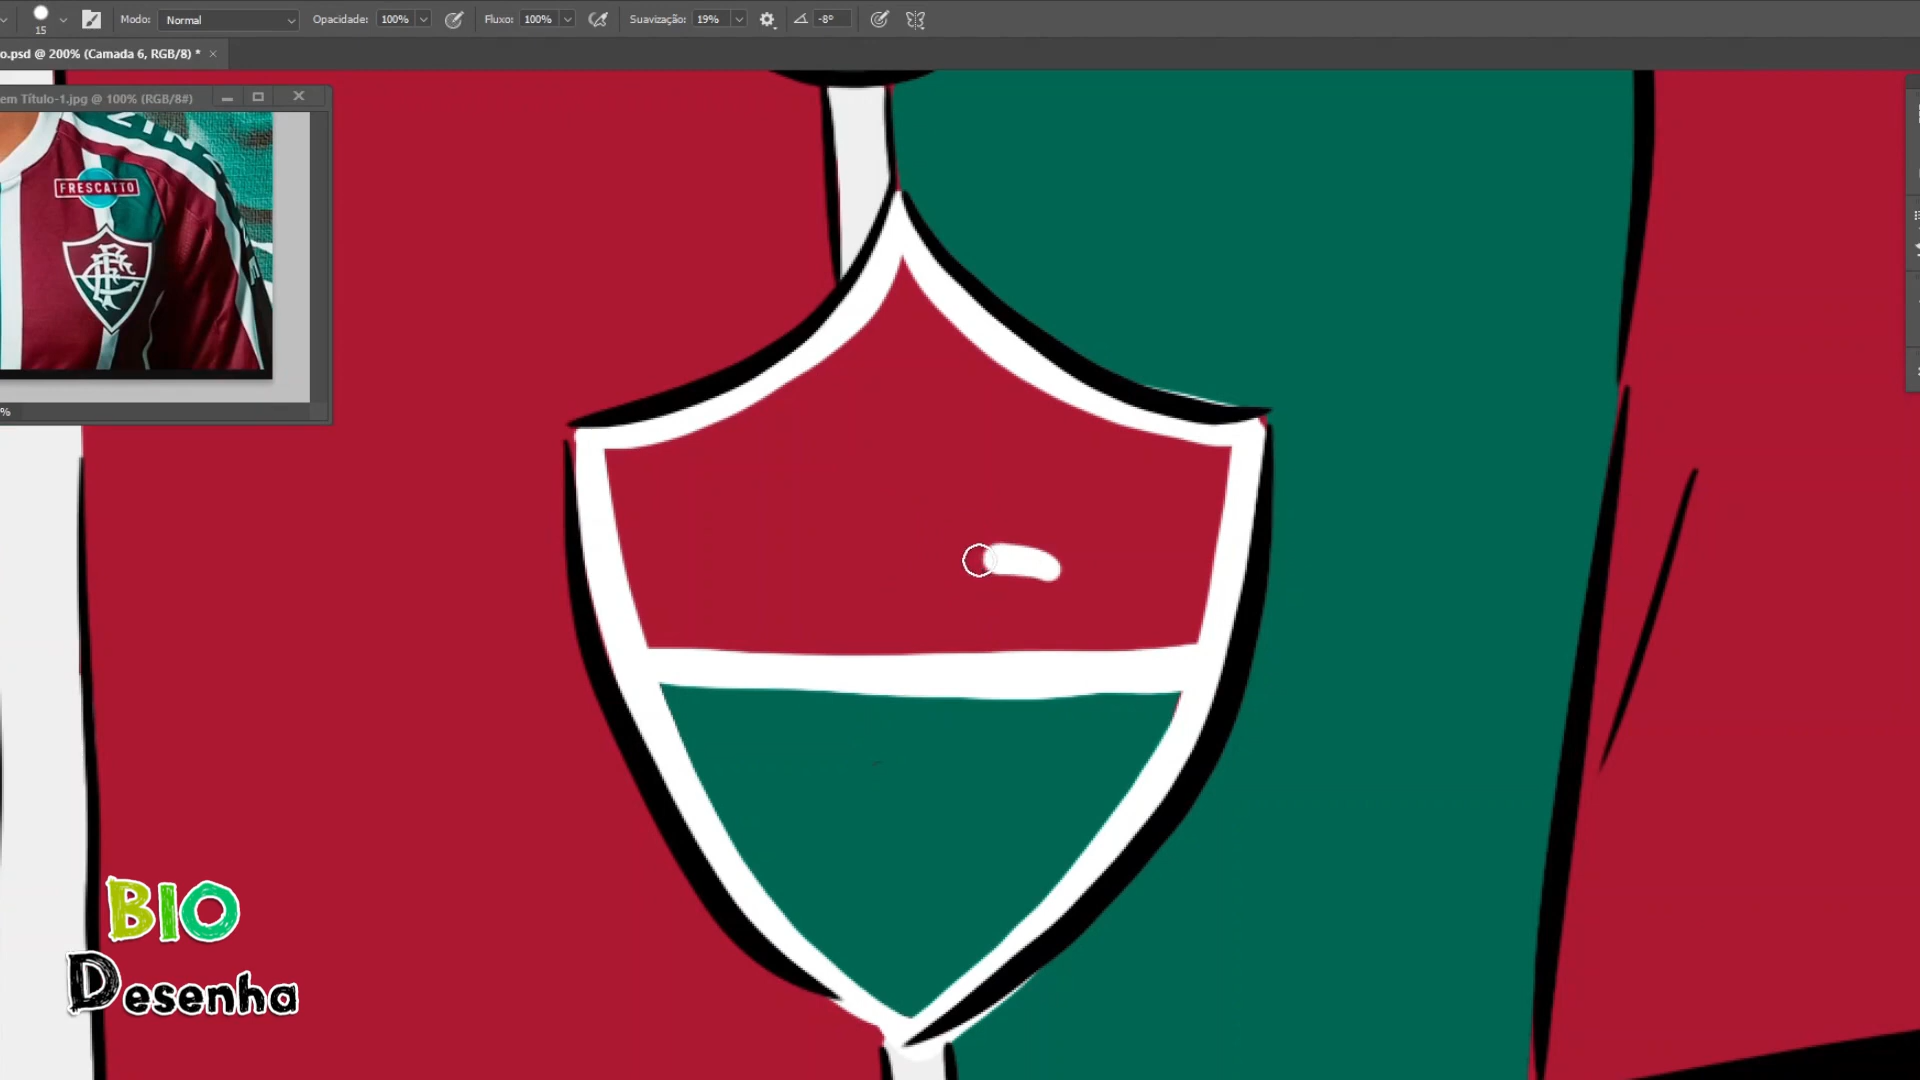 15
Modo: Normal
Opacidade: 100%
Fluxo: 100%
Suavização: 19%
-8°
o.psd @ 200% (Camada 6, RGB/8) *
em Título-1.jpg @ 100% (RGB/8#)
FRESCATTO
%
BIO
Desenha